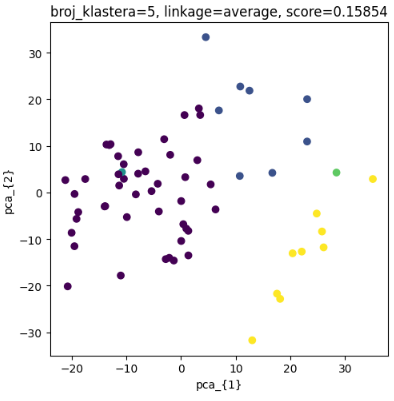 broj_klastera=5, linkage=average, score=0.15854
30
20
10
0
−10
−20
−30
pca_{2}
−20 −10 0 10 20 30
pca_{1}